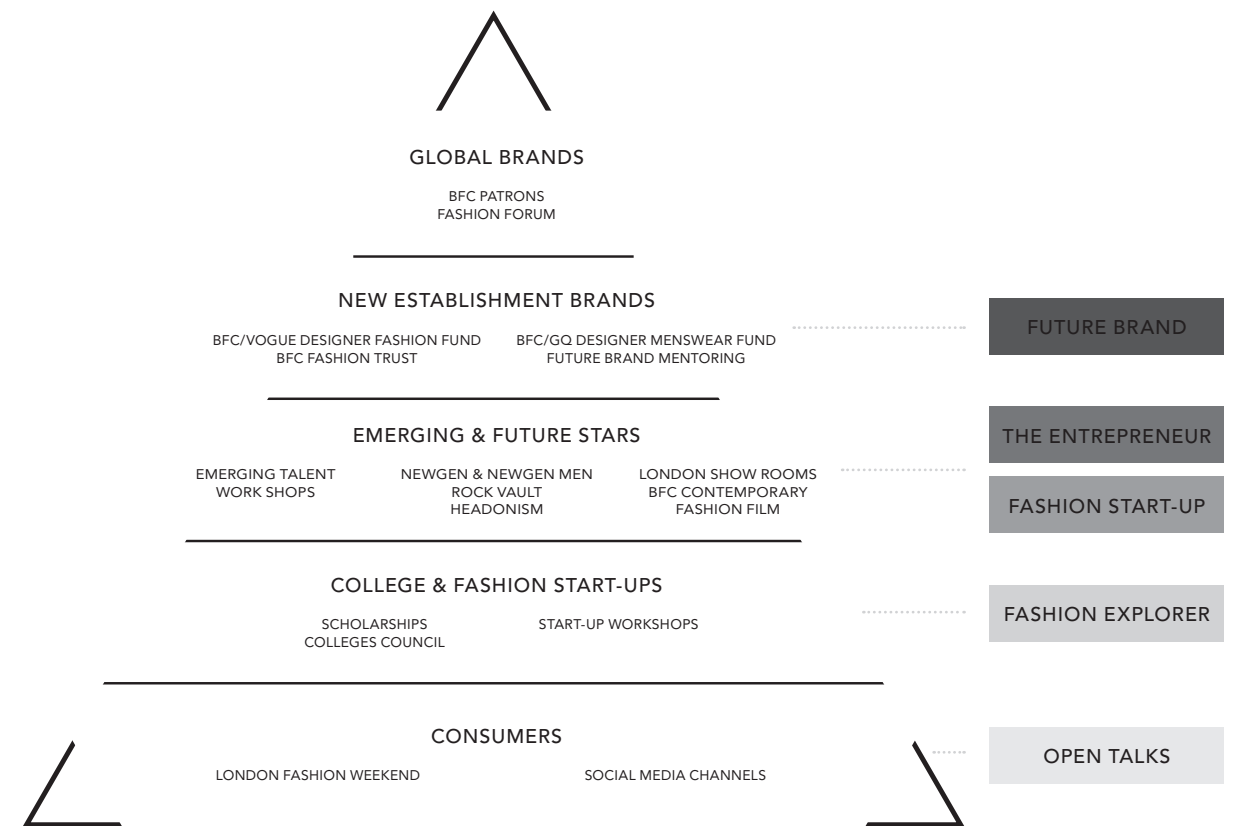 GLOBAL BRANDS
BFC PATRONS
FASHION FORUM
NEW ESTABLISHMENT BRANDS
BFC/VOGUE DESIGNER FASHION FUND
BFC FASHION TRUST
BFC/GQ DESIGNER MENSWEAR FUND
FUTURE BRAND MENTORING
FUTURE BRAND
EMERGING & FUTURE STARS
EMERGING TALENT
WORK SHOPS
NEWGEN & NEWGEN MEN
ROCK VAULT
HEADONISM
LONDON SHOW ROOMS
BFC CONTEMPORARY
FASHION FILM
THE ENTREPRENEUR
FASHION START-UP
COLLEGE & FASHION START-UPS
SCHOLARSHIPS
COLLEGES COUNCIL
START-UP WORKSHOPS
FASHION EXPLORER
CONSUMERS
LONDON FASHION WEEKEND
SOCIAL MEDIA CHANNELS
OPEN TALKS